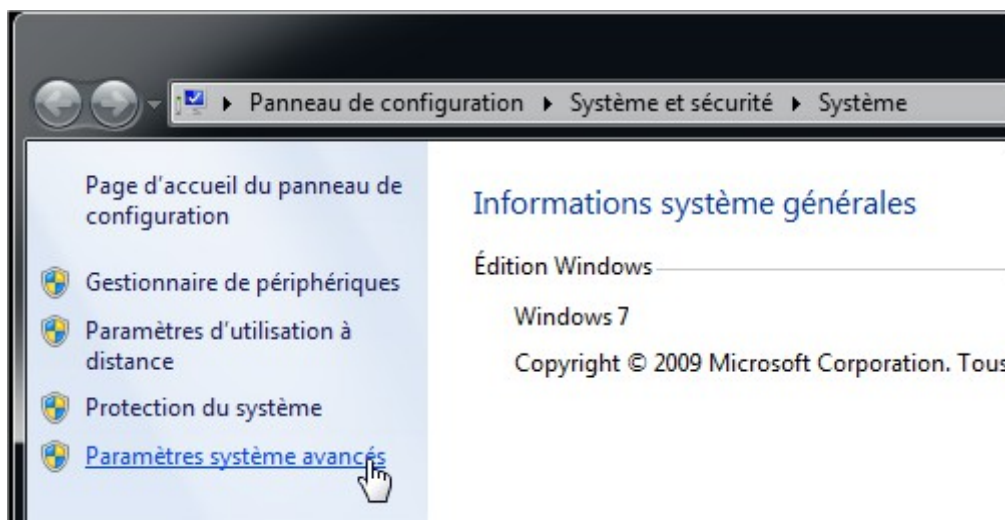 Panneau de configuration ▸ Système et sécurité ▸ Système
Page d'accueil du panneau de
configuration
Gestionnaire de périphériques
Paramètres d'utilisation à
distance
Protection du système
Paramètres système avancés
Informations système générales
Édition Windows
Windows 7
Copyright © 2009 Microsoft Corporation. Tous